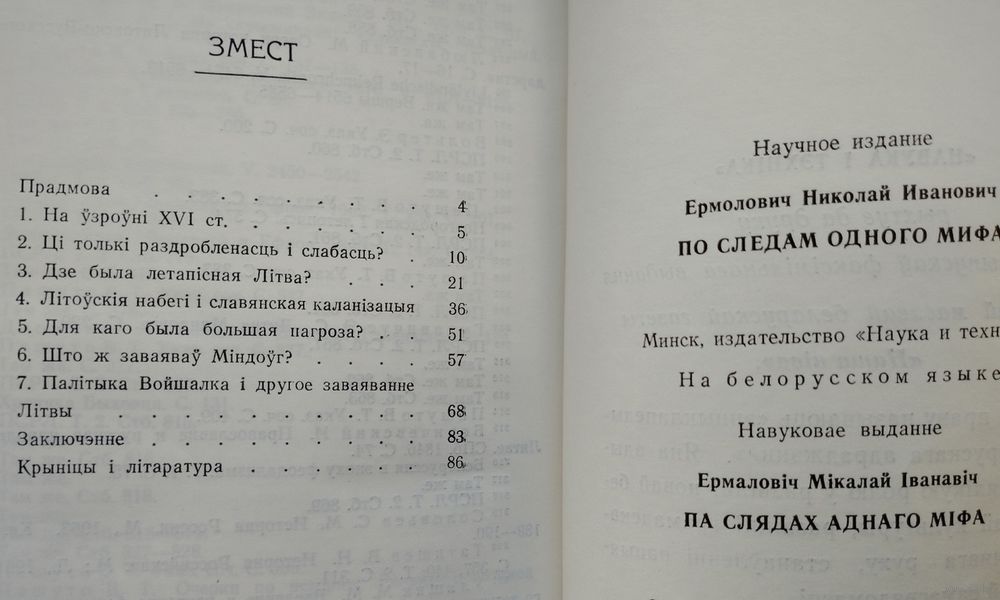 ЗМЕСТ
Прадмова . . . . . . . . 4
1. На ўзроўні XVI ст. . . . . . . 5
2. Ці толькі раздробленасць і слабасць? . 10
3. Дзе была летапісная Літва? . . . 21
4. Літоўскія набегі і славянская каланізацыя 36
5. Для каго была большая пагроза? . . 51
6. Што ж заваяваў Міндоўг? . . . . 57
7. Палітыка Войшалка і другое заваяванне
Літвы . . . . . . . . 68
Заключэнне . . . . . . . . 83
Крыніцы і літаратура . . . . . 86
Научное издание
Ермолович Николай Иванович
ПО СЛЕДАМ ОДНОГО МИФА
Минск, издательство «Наука и техн
На белорусском языке
Навуковае выданне
Ермаловіч Мікалай Іванавіч
ПА СЛЯДАХ АДНАГО МІФА